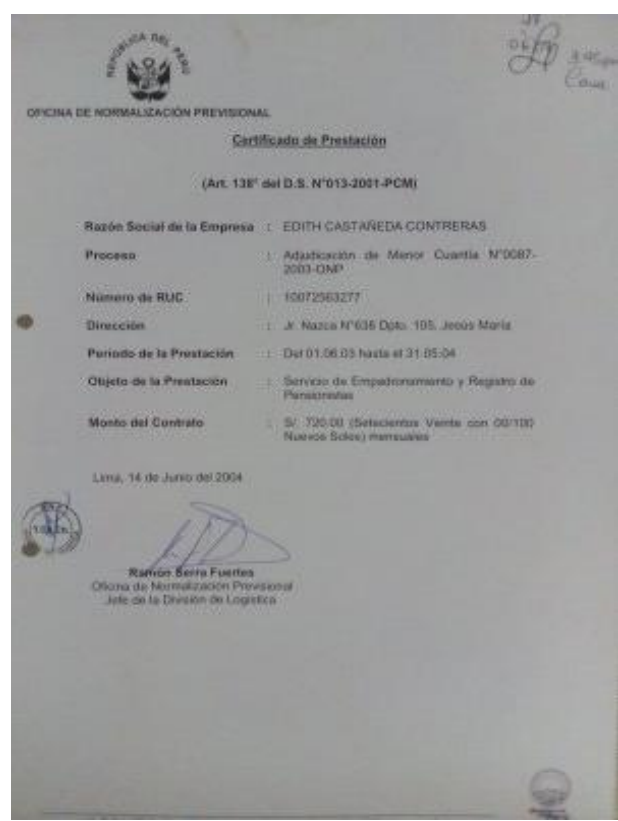 REPÚBLICA DEL PERÚ
OFICINA DE NORMALIZACIÓN PREVISIONAL
Certificado de Prestación
(Art. 138° del D.S. N°013-2001-PCM)
Razón Social de la Empresa : EDITH CASTAÑEDA CONTRERAS
Proceso : Adjudicación de Menor Cuantía N°0087-
2003-ONP
Número de RUC : 10072563277
Dirección : Jr. Nazca N°636 Dpto. 105, Jesús María
Periodo de la Prestación : Del 01.06.03 hasta el 31.05.04
Objeto de la Prestación : Servicio de Empadronamiento y Registro de
Pensionistas
Monto del Contrato : S/. 720.00 (Setecientos Veinte con 00/100
Nuevos Soles) mensuales
Lima, 14 de Junio del 2004
Ramón Serra Fuertes
Oficina de Normalización Previsional
Jefe de la División de Logística